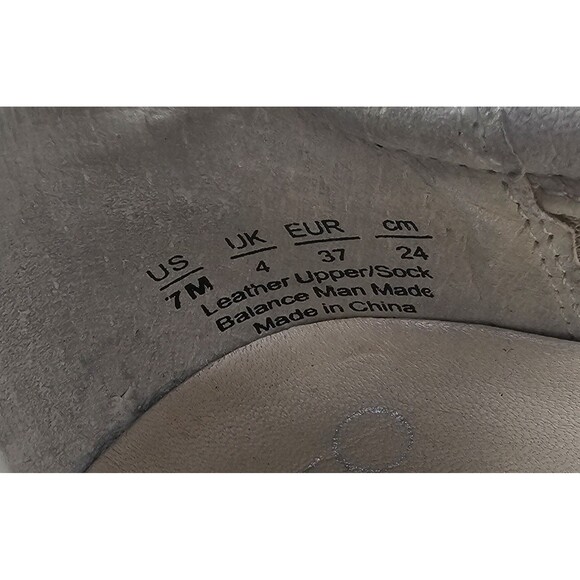 US UK EUR cm
7M 4 37 24
Leather Upper/Sock
Balance Man Made
Made in China